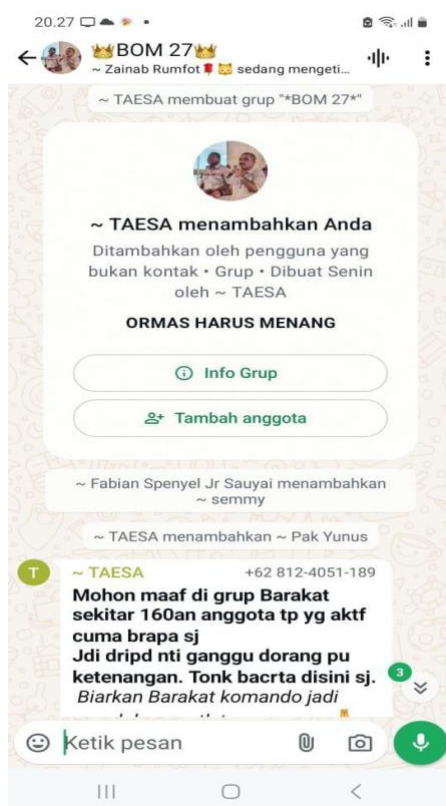 20.27
👑🐱BOM 27🐱👑
~ Zainab Rumfot🌹🐱 sedang mengeti...
~ TAESA membuat grup "*BOM 27*"
~ TAESA menambahkan Anda
Ditambahkan oleh pengguna yang
bukan kontak • Grup • Dibuat Senin
oleh ~ TAESA
ORMAS HARUS MENANG
Info Grup
Tambah anggota
~ Fabian Spenyel Jr Sauyai menambahkan
~ semmy
~ TAESA menambahkan ~ Pak Yunus
T
~ TAESA +62 812-4051-189
Mohon maaf di grup Barakat
sekitar 160an anggota tp yg aktf
cuma brapa sj
Jdi dripd nti ganggu dorang pu
ketenangan. Tonk bacrta disini sj.
Biarkan Barakat komando jadi
3
Ketik pesan